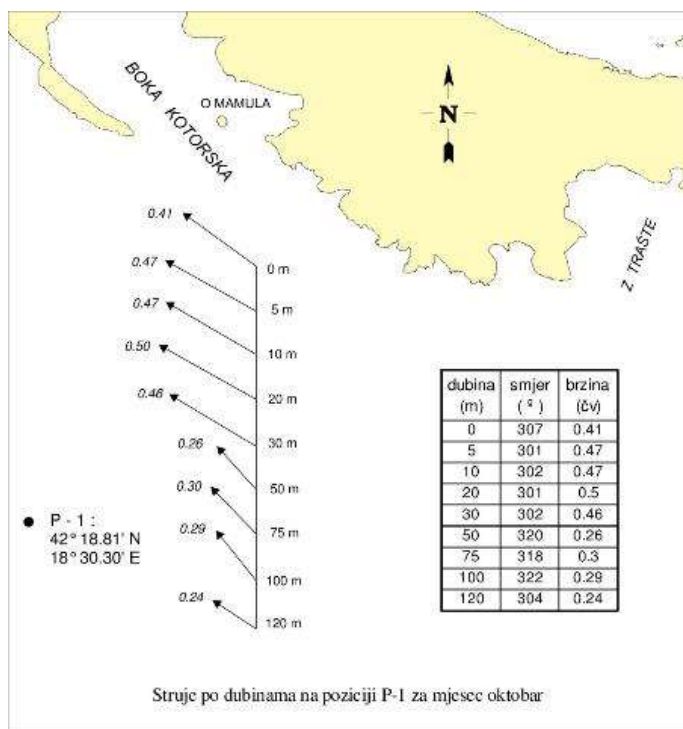 BOKA KOTORSKA
O MAMULA
N
Z TRAŠTE
0.41
0 m
0.47
5 m
0.47
10 m
0.50
20 m
0.46
30 m
0.26
50 m
0.30
75 m
0.29
100 m
0.24
120 m
P - 1 :
42° 18.81' N
18° 30.30' E
dubina (m) smjer ( º ) brzina (čv)
0 307 0.41
5 301 0.47
10 302 0.47
20 301 0.5
30 302 0.46
50 320 0.26
75 318 0.3
100 322 0.29
120 304 0.24
Struje po dubinama na poziciji P-1 za mjesec oktobar